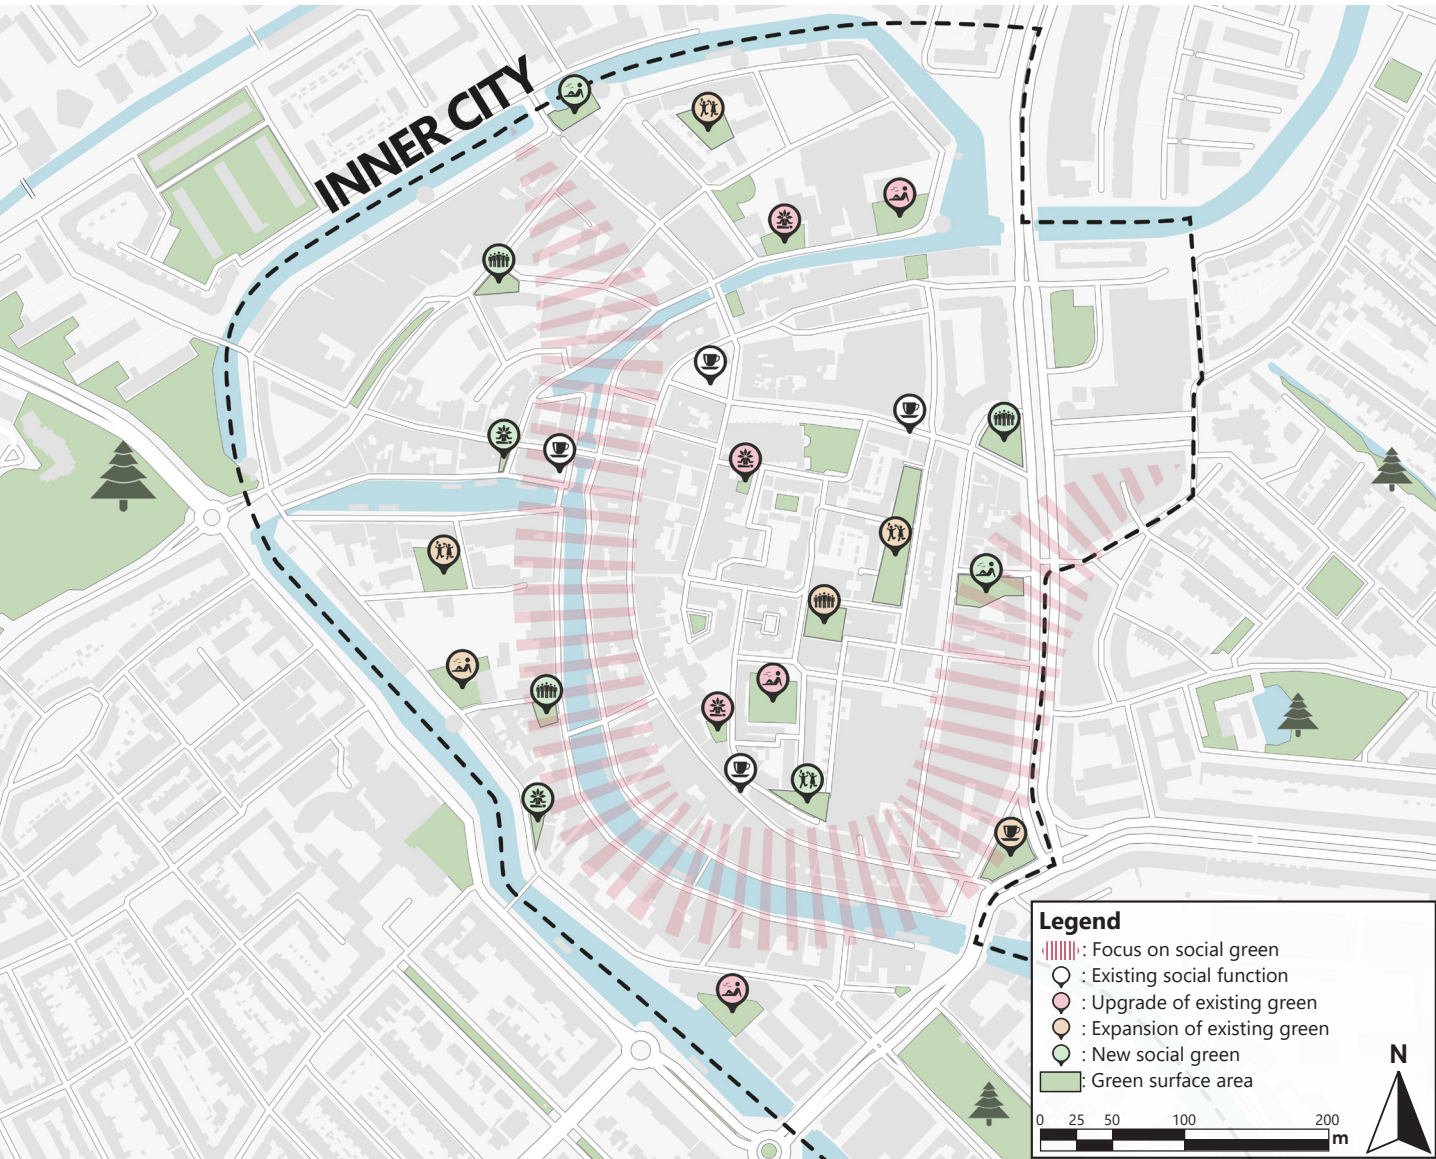 INNER CITY
Legend
: Focus on social green
: Existing social function
: Upgrade of existing green
: Expansion of existing green
: New social green
: Green surface area
N
0 25 50 100 200
m